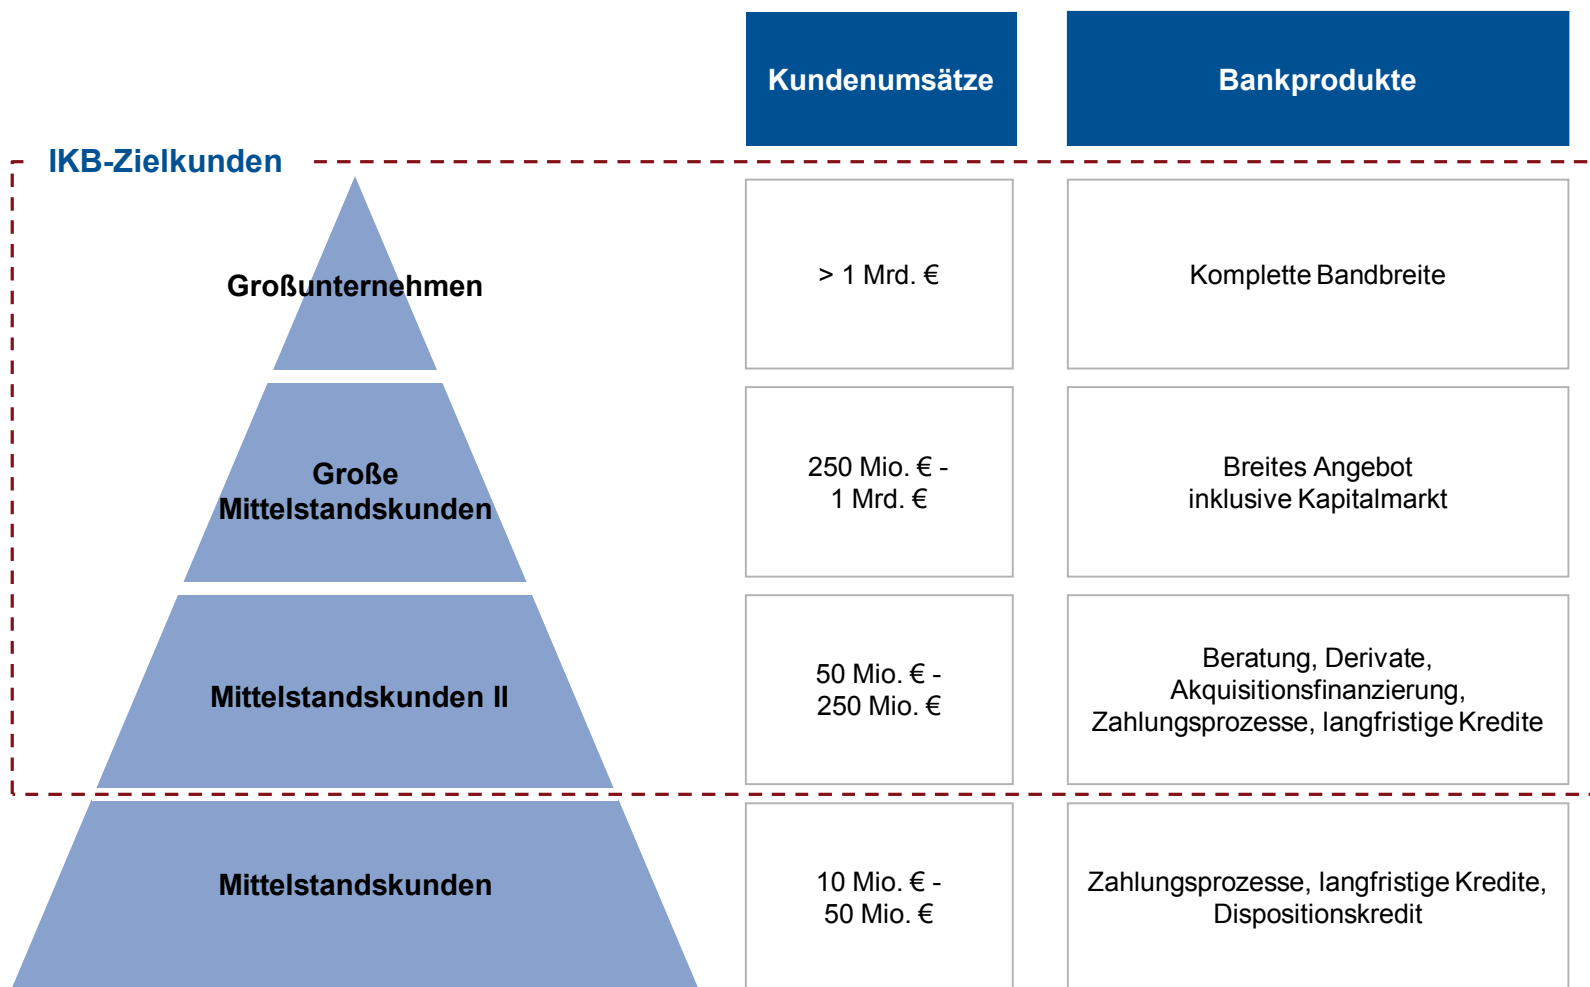 Kundenumsätze
Bankprodukte
IKB-Zielkunden
Großunternehmen
> 1 Mrd. €
Komplette Bandbreite
Große
Mittelstandskunden
250 Mio. € -
1 Mrd. €
Breites Angebot
inklusive Kapitalmarkt
Mittelstandskunden II
50 Mio. € -
250 Mio. €
Beratung, Derivate,
Akquisitionsfinanzierung,
Zahlungsprozesse, langfristige Kredite
Mittelstandskunden
10 Mio. € -
50 Mio. €
Zahlungsprozesse, langfristige Kredite,
Dispositionskredit